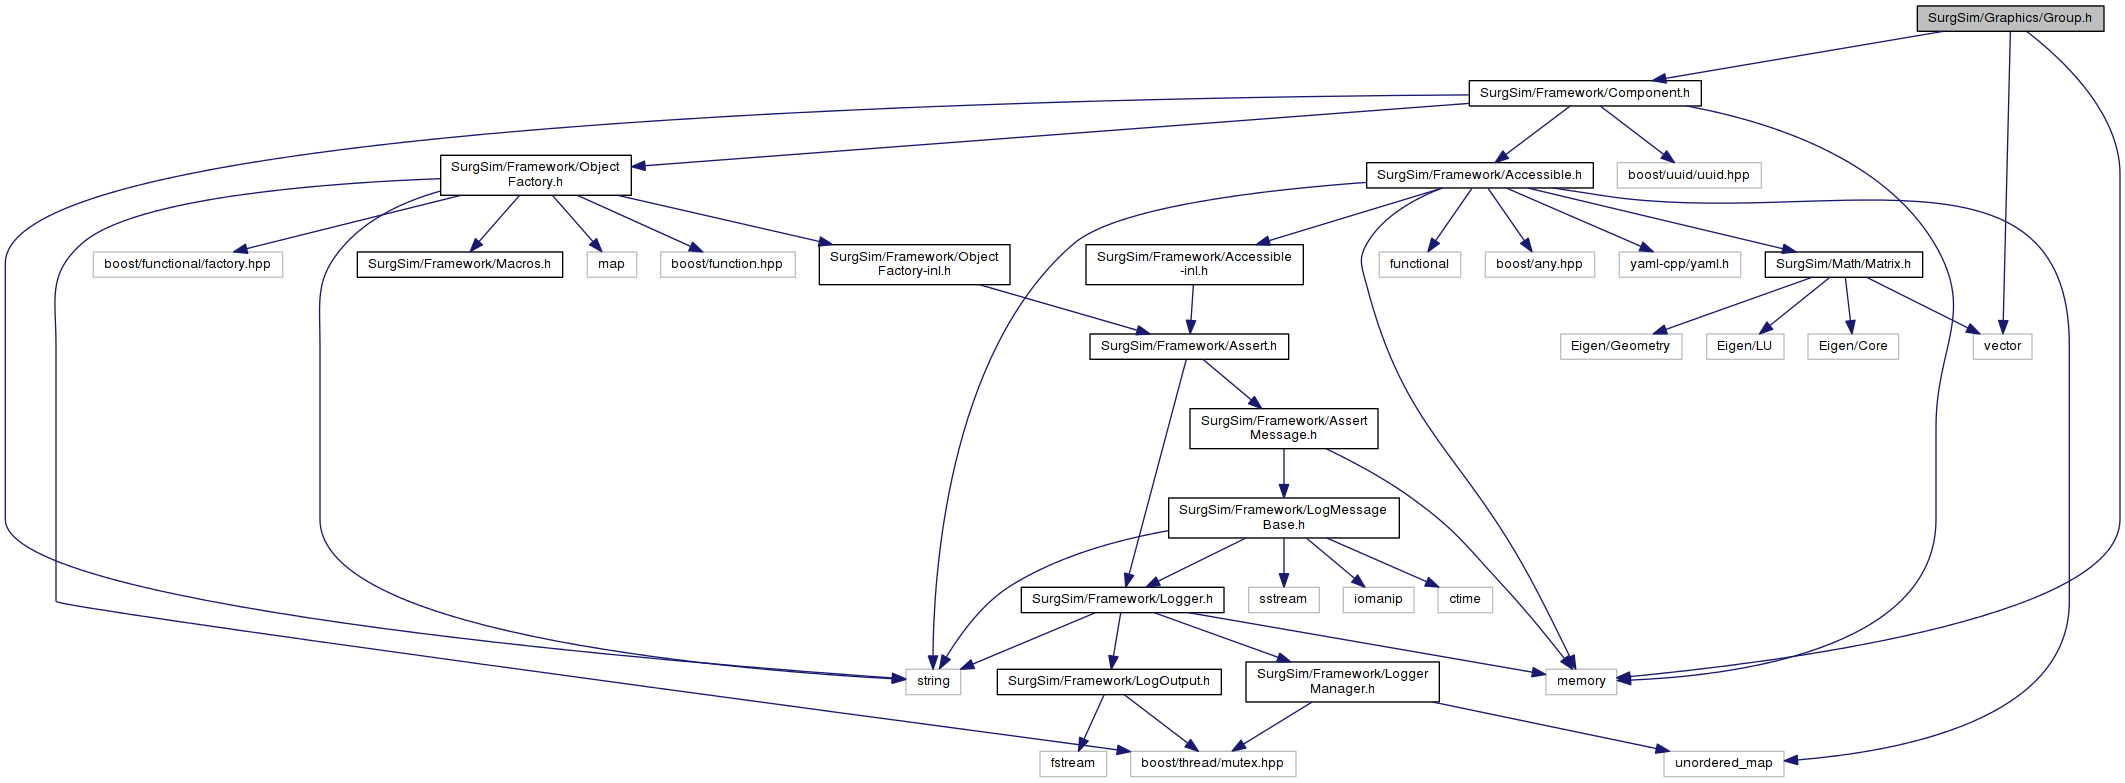 SurgSim/Graphics/Group.h
SurgSim/Framework/Component.h
SurgSim/Framework/Object
Factory.h
SurgSim/Framework/Accessible.h
boost/uuid/uuid.hpp
boost/functional/factory.hpp
SurgSim/Framework/Macros.h
map
boost/function.hpp
SurgSim/Framework/Object
Factory-inl.h
SurgSim/Framework/Accessible
-inl.h
functional
boost/any.hpp
yaml-cpp/yaml.h
SurgSim/Math/Matrix.h
SurgSim/Framework/Assert.h
Eigen/Geometry
Eigen/LU
Eigen/Core
vector
SurgSim/Framework/Assert
Message.h
SurgSim/Framework/LogMessage
Base.h
SurgSim/Framework/Logger.h
sstream
iomanip
ctime
string
SurgSim/Framework/LogOutput.h
SurgSim/Framework/Logger
Manager.h
memory
fstream
boost/thread/mutex.hpp
unordered_map